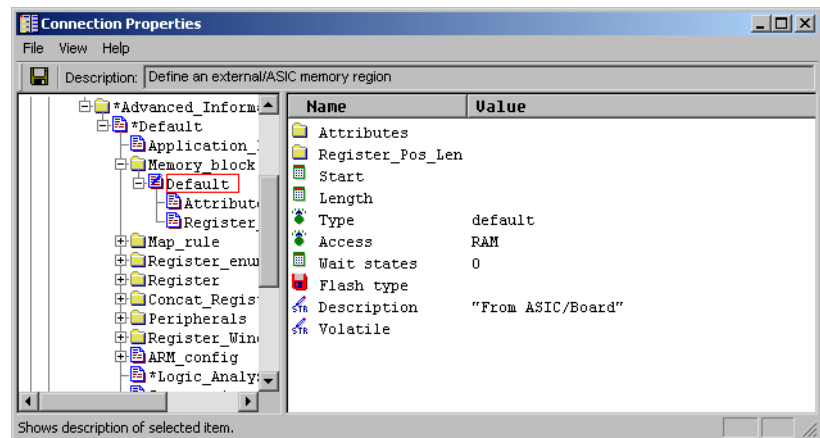 Connection Properties
File View Help
Description: Define an external/ASIC memory region
*Advanced_Inform
*Default
Application_
Memory_block
Default
Attribut
Register_
Map_rule
Register_enu
Register
Concat_Regis
Peripherals
Register_Win
ARM_config
*Logic_Analy
Name Value
Attributes
Register_Pos_Len
Start
Length
Type default
Access RAM
Wait states 0
Flash type
STR Description "From ASIC/Board"
STR Volatile
Shows description of selected item.